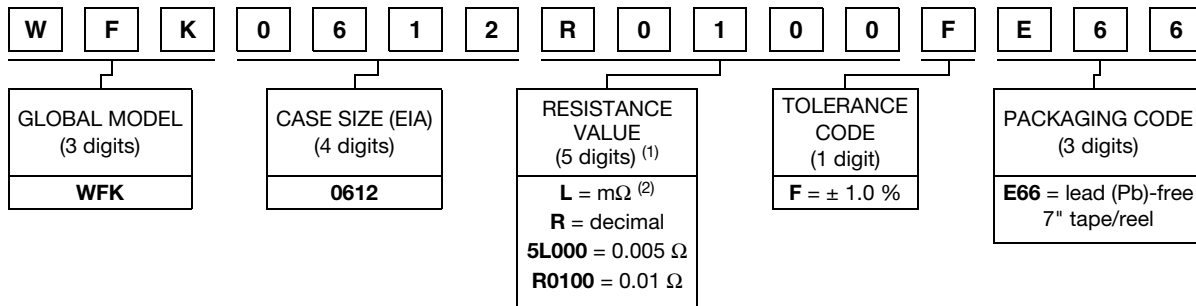 W F K 0 6 1 2 R 0 1 0 0 F E 6 6
GLOBAL MODEL
(3 digits)
WFK
CASE SIZE (EIA)
(4 digits)
0612
RESISTANCE
VALUE
(5 digits) (1)
L = mΩ (2)
R = decimal
5L000 = 0.005 Ω
R0100 = 0.01 Ω
TOLERANCE
CODE
(1 digit)
F = ± 1.0 %
PACKAGING CODE
(3 digits)
E66 = lead (Pb)-free
7" tape/reel